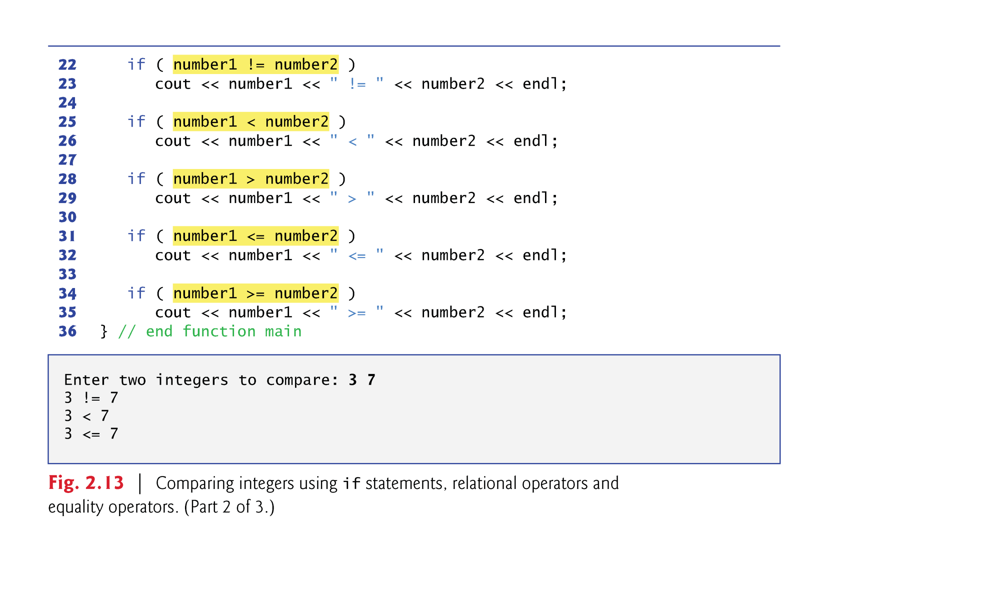 22 if ( number1 != number2 )
23 cout << number1 << " != " << number2 << endl;
24
25 if ( number1 < number2 )
26 cout << number1 << " < " << number2 << endl;
27
28 if ( number1 > number2 )
29 cout << number1 << " > " << number2 << endl;
30
31 if ( number1 <= number2 )
32 cout << number1 << " <= " << number2 << endl;
33
34 if ( number1 >= number2 )
35 cout << number1 << " >= " << number2 << endl;
36 } // end function main
Enter two integers to compare: 3 7
3 != 7
3 < 7
3 <= 7
Fig. 2.13 | Comparing integers using if statements, relational operators and
equality operators. (Part 2 of 3.)